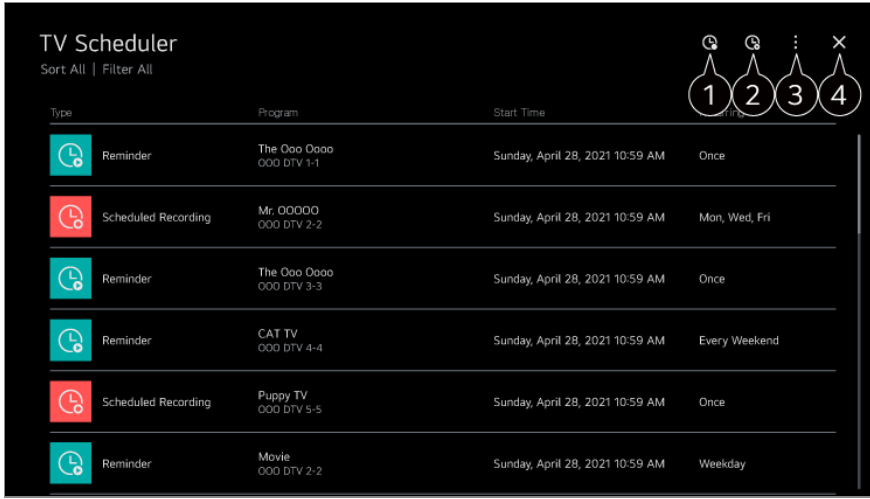 TV Scheduler
Sort All | Filter All
1 2 3 4
Type Program Start Time
Reminder The Ooo Oooo Sunday, April 28, 2021 10:59 AM Once
OOO DTV 1-1
Scheduled Recording Mr. OOOOO Sunday, April 28, 2021 10:59 AM Mon, Wed, Fri
OOO DTV 2-2
Reminder The Ooo Oooo Sunday, April 28, 2021 10:59 AM Once
OOO DTV 3-3
Reminder CAT TV Sunday, April 28, 2021 10:59 AM Every Weekend
OOO DTV 4-4
Scheduled Recording Puppy TV Sunday, April 28, 2021 10:59 AM Once
OOO DTV 5-5
Reminder Movie Sunday, April 28, 2021 10:59 AM Weekday
OOO DTV 2-2